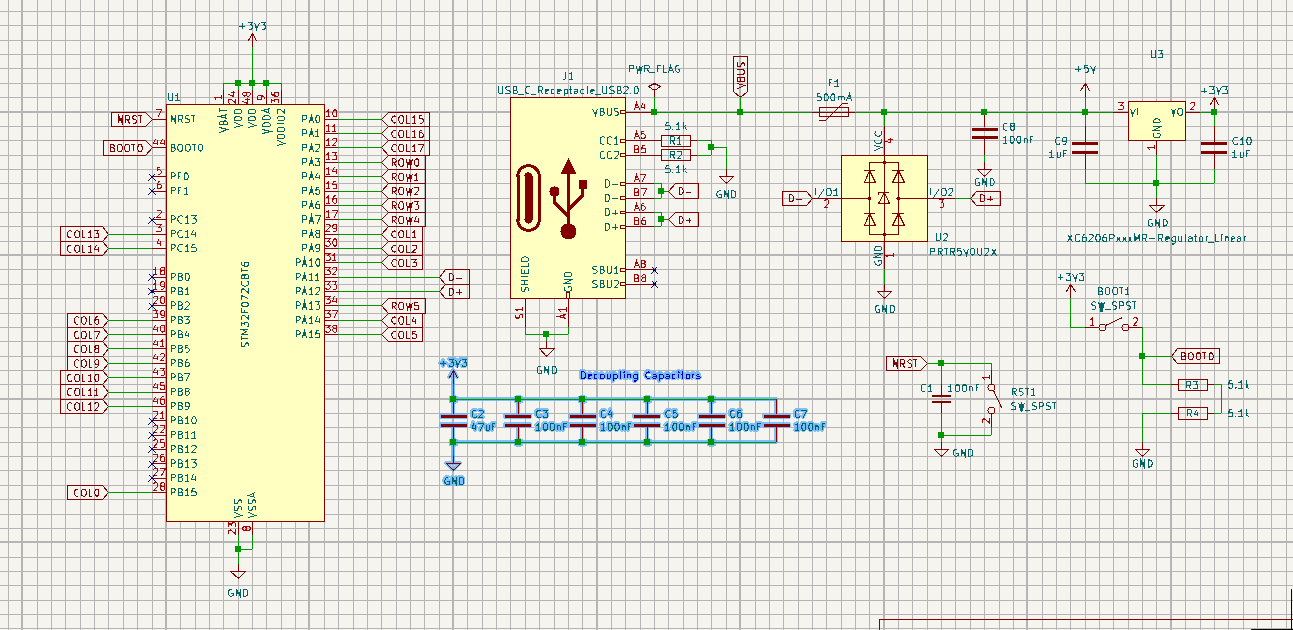 +3V3
U1
1 24 48 9 36
VBAT VDD VDD VDDA VDDIO2
NRST 7 NRST
BOOT0 44 BOOT0
5 PF0
6 PF1
2 PC13
COL13 3 PC14
COL14 4 PC15
18 PB0
19 PB1
20 PB2
COL6 39 PB3
COL7 40 PB4
COL8 41 PB5
COL9 42 PB6
COL10 43 PB7
COL11 45 PB8
COL12 46 PB9
21 PB10
22 PB11
25 PB12
26 PB13
27 PB14
COL0 28 PB15
STM32F072CBT6
PA0 10 COL15
PA1 11 COL16
PA2 12 COL17
PA3 13 ROW0
PA4 14 ROW1
PA5 15 ROW2
PA6 16 ROW3
PA7 17 ROW4
PA8 29 COL1
PA9 30 COL2
PA10 31 COL3
PA11 32 D-
PA12 33 D+
PA13 34 ROW5
PA14 37 COL4
PA15 38 COL5
VSS VSSA
23 8
GND
J1
USB_C_Receptacle_USB2.0
PWR_FLAG
VBUS
VBUS A4
CC1 A5 R1 5.1k
CC2 B5 R2 5.1k
GND
D- A7
D- B7 D-
D+ A6
D+ B6 D+
SBU1 A8
SBU2 B8
SHIELD GND
S1 A1
GND
F1
500mA
+5V
VCC
4
D- I/O1 2
I/O2 3 D+
U2
PRTR5V0U2X
GND 1
GND
C8
100nF
GND
C9
1uF
U3
3 VI VO 2
GND
1
+3V3
C10
1uF
GND
XC6206PxxxMR-Regulator_Linear
+3V3
Decoupling Capacitors
C2
47uF
C3
100nF
C4
100nF
C5
100nF
C6
100nF
C7
100nF
GND
NRST
C1 100nF
1
RST1
SW_SPST
2
GND
+3V3
BOOT1
SW_SPST
1 2
BOOT0
R3 5.1k
R4 5.1k
GND